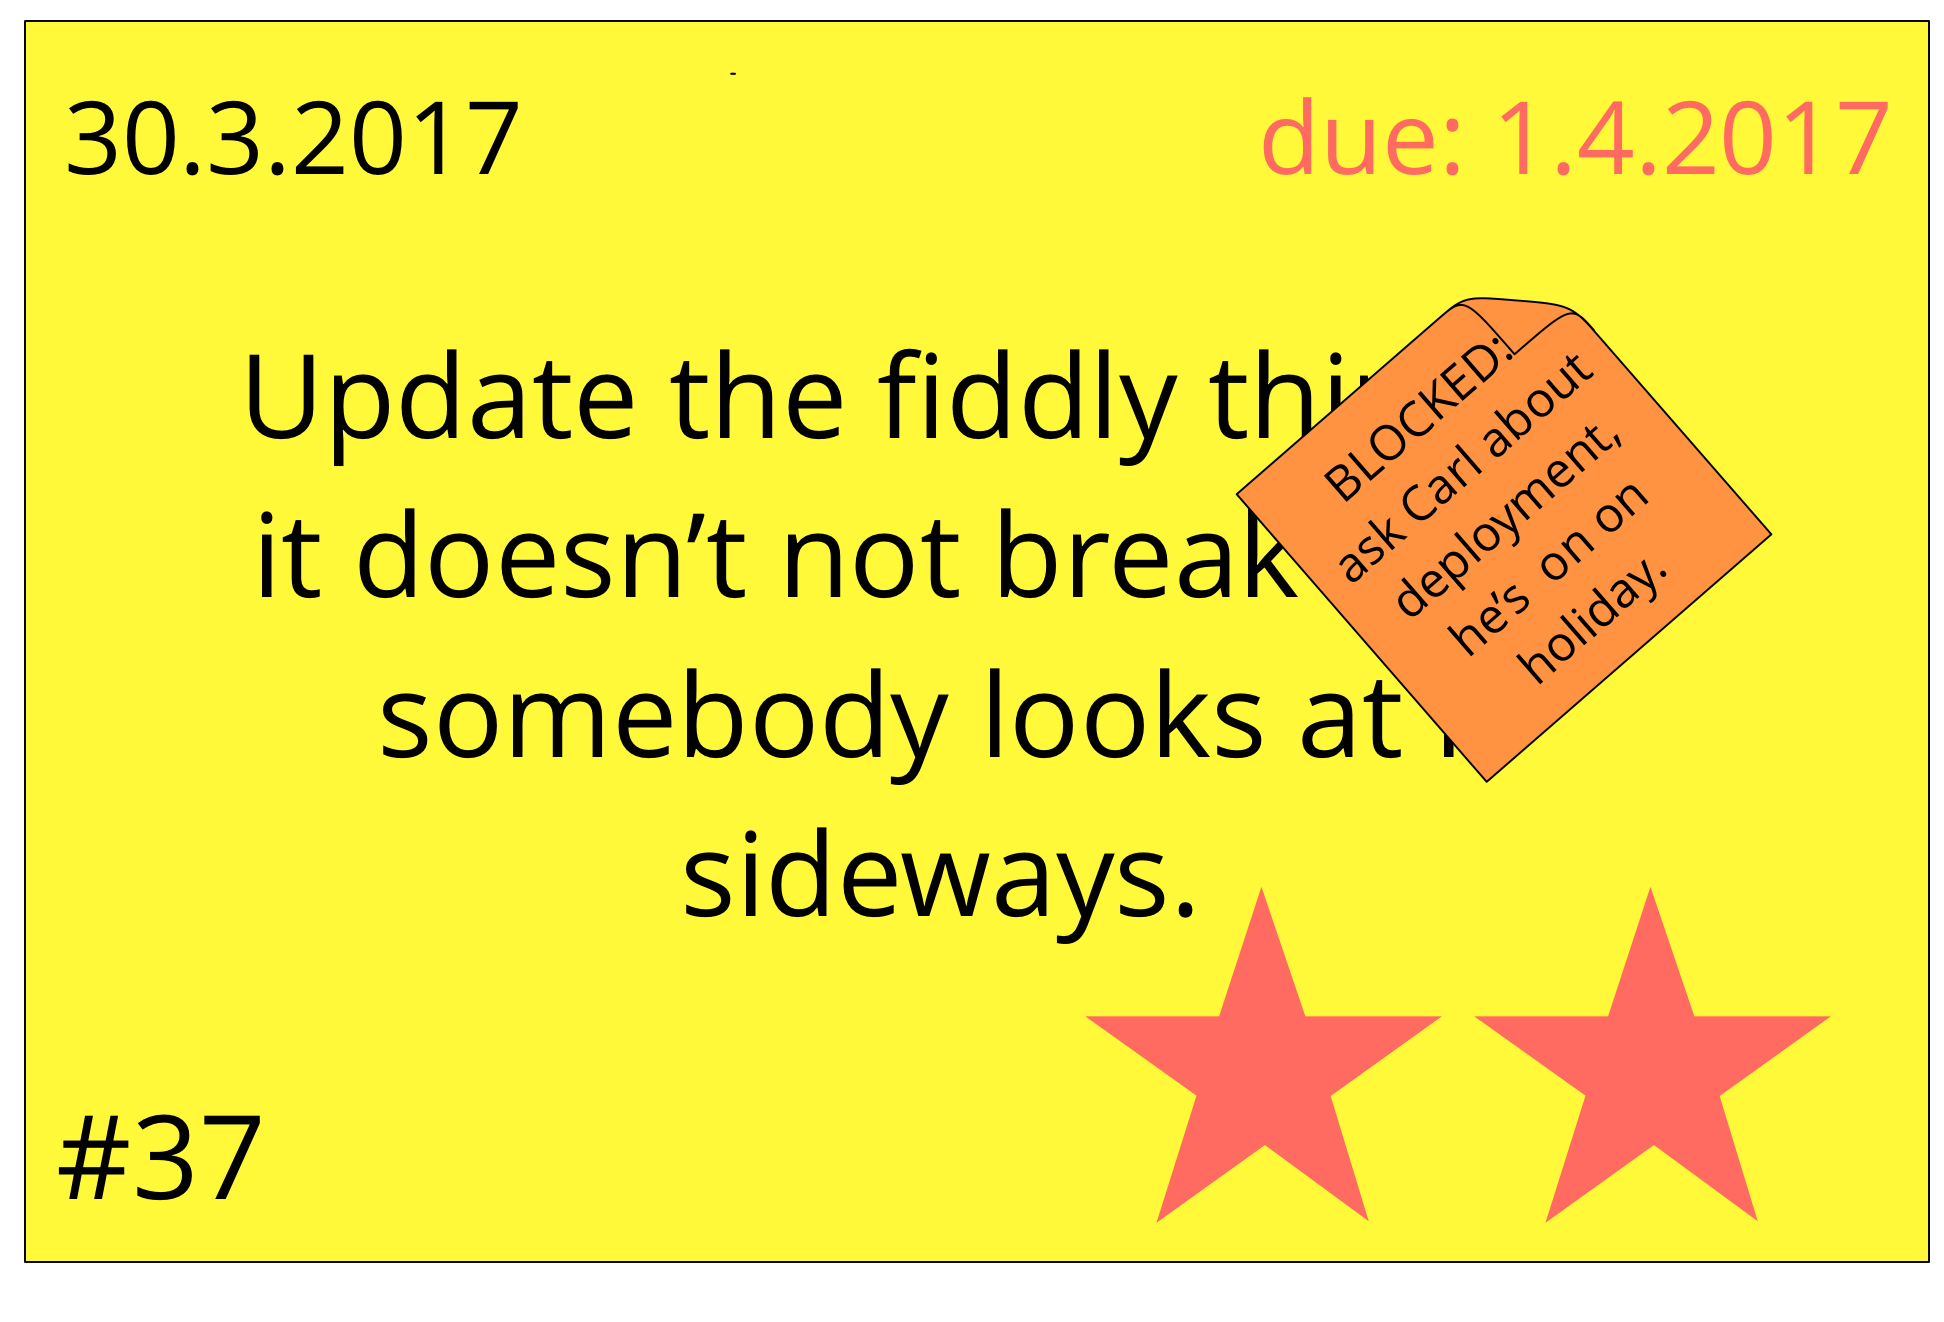 30.3.2017
due: 1.4.2017
Update the fiddly
it doesn’t not break
somebody looks at
sideways.
BLOCKED:
ask Carl about
deployment,
he’s on on
holiday.
#37